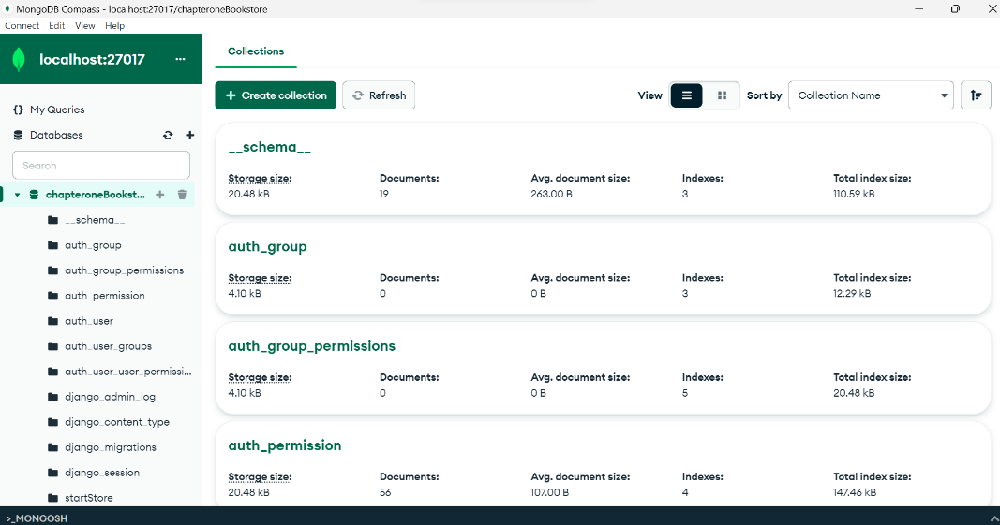 MongoDB Compass - localhost:27017/chapteroneBookstore
Connect Edit View Help
localhost:27017 ...
{} My Queries
Databases
Search
chapteroneBookst...
__schema__
auth_group
auth_group_permissions
auth_permission
auth_user
auth_user_groups
auth_user_user_permissi...
django_admin_log
django_content_type
django_migrations
django_session
startStore
Collections
+ Create collection Refresh View Sort by Collection Name
__schema__
Storage size: Documents: Avg. document size: Indexes: Total index size:
20.48 kB 19 263.00 B 3 110.59 kB
auth_group
Storage size: Documents: Avg. document size: Indexes: Total index size:
4.10 kB 0 0 B 3 12.29 kB
auth_group_permissions
Storage size: Documents: Avg. document size: Indexes: Total index size:
4.10 kB 0 0 B 5 20.48 kB
auth_permission
Storage size: Documents: Avg. document size: Indexes: Total index size:
20.48 kB 56 107.00 B 4 147.46 kB
>_MONGOSH